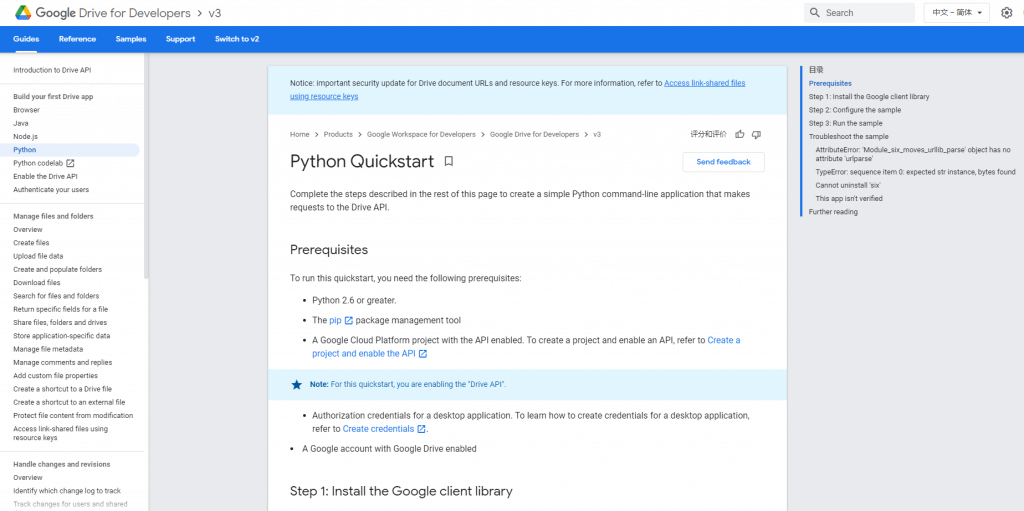 Google Drive for Developers > v3
Search
中文 – 简体
Guides Reference Samples Support Switch to v2
Introduction to Drive API
Build your first Drive app
Browser
Java
Node.js
Python
Python codelab
Enable the Drive API
Authenticate your users
Manage files and folders
Overview
Create files
Upload file data
Create and populate folders
Download files
Search for files and folders
Return specific fields for a file
Share files, folders and drives
Store application-specific data
Manage file metadata
Manage comments and replies
Add custom file properties
Create a shortcut to a Drive file
Create a shortcut to an external file
Protect file content from modification
Access link-shared files using
resource keys
Handle changes and revisions
Overview
Identify which change log to track
Track changes for users and shared
Notice: important security update for Drive document URLs and resource keys. For more information, refer to Access link-shared files
using resource keys
Home > Products > Google Workspace for Developers > Google Drive for Developers > v3
评分和评价
Python Quickstart
Send feedback
Complete the steps described in the rest of this page to create a simple Python command-line application that makes
requests to the Drive API.
Prerequisites
To run this quickstart, you need the following prerequisites:
• Python 2.6 or greater.
• The pip package management tool
• A Google Cloud Platform project with the API enabled. To create a project and enable an API, refer to Create a
project and enable the API
Note: For this quickstart, you are enabling the "Drive API".
• Authorization credentials for a desktop application. To learn how to create credentials for a desktop application,
refer to Create credentials.
• A Google account with Google Drive enabled
Step 1: Install the Google client library
目录
Prerequisites
Step 1: Install the Google client library
Step 2: Configure the sample
Step 3: Run the sample
Troubleshoot the sample
AttributeError: 'Module_six_moves_urllib_parse' object has no
attribute 'urlparse'
TypeError: sequence item 0: expected str instance, bytes found
Cannot uninstall 'six'
This app isn't verified
Further reading